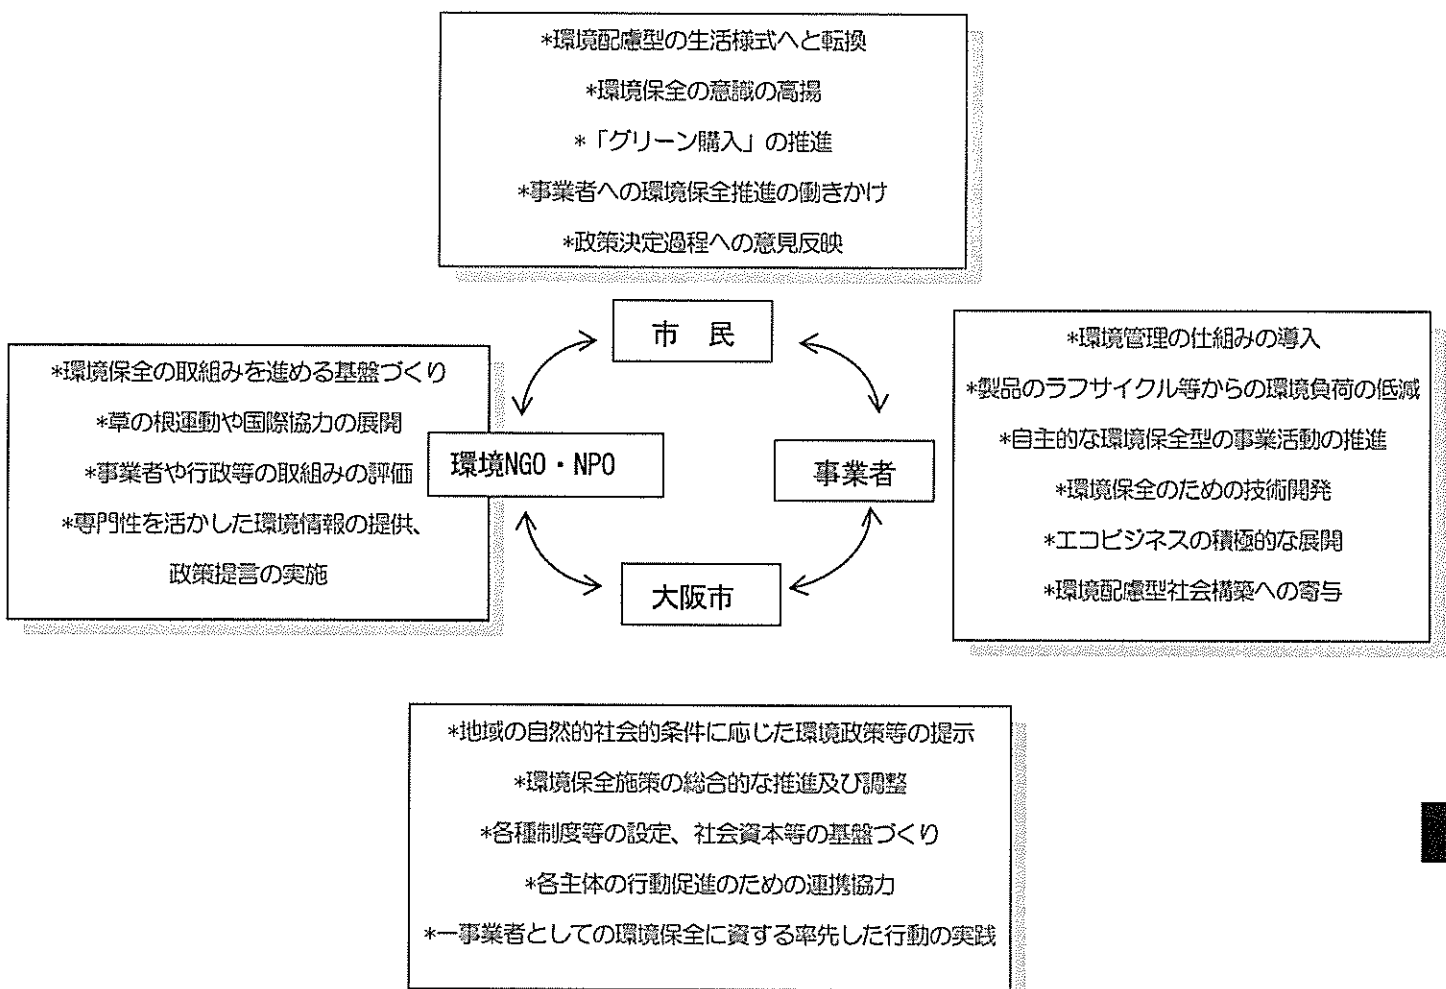 *環境配慮型の生活様式へと転換
*環境保全の意識の高揚
*「グリーン購入」の推進
*事業者への環境保全推進の働きかけ
*政策決定過程への意見反映
市 民
*環境保全の取組みを進める基盤づくり
*草の根運動や国際協力の展開
*事業者や行政等の取組みの評価
*専門性を活かした環境情報の提供、
政策提言の実施
環境NGO・NPO
事業者
*環境管理の仕組みの導入
*製品のラフサイクル等からの環境負荷の低減
*自主的な環境保全型の事業活動の推進
*環境保全のための技術開発
*エコビジネスの積極的な展開
*環境配慮型社会構築への寄与
大阪市
*地域の自然的社会的条件に応じた環境政策等の提示
*環境保全施策の総合的な推進及び調整
*各種制度等の設定、社会資本等の基盤づくり
*各主体の行動促進のための連携協力
*一事業者としての環境保全に資する率先した行動の実践